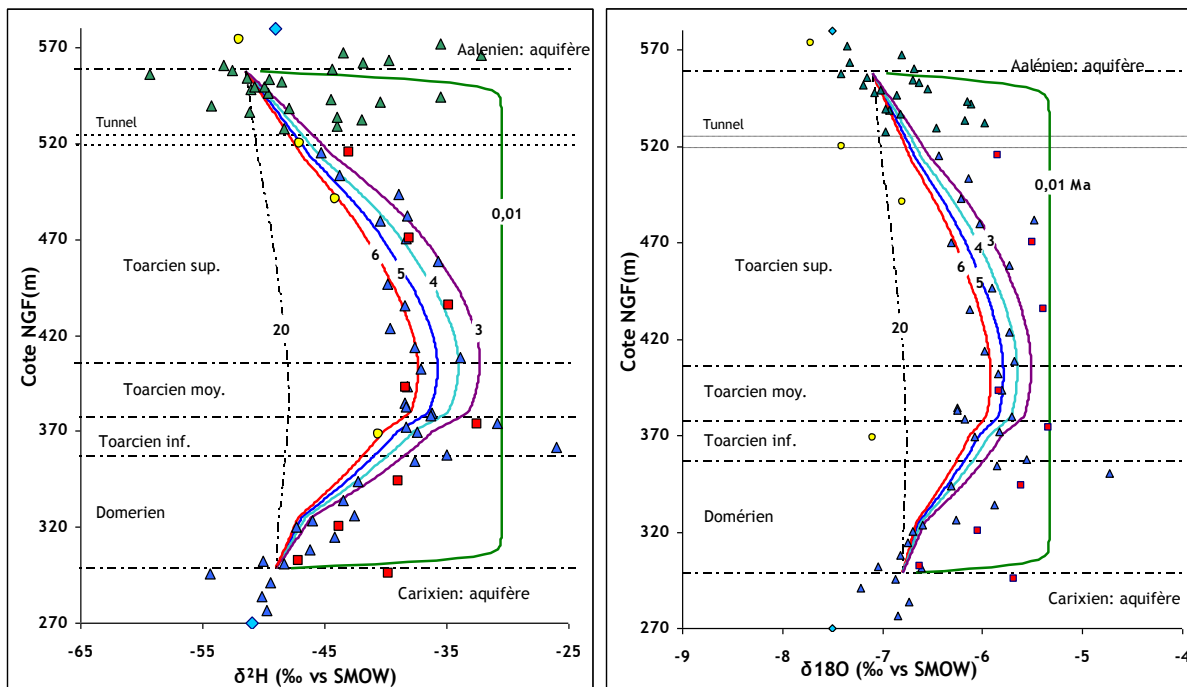 570
520
470
420
370
320
270
Cote NGF(m)
Aalenien: aquifère
Tunnel
Toarcien sup.
Toarcien moy.
Toarcien inf.
Domerien
Carixien: aquifère
0,01
6
5
4
3
20
-65
-55
-45
-35
-25
δ²H (‰ vs SMOW)
570
520
470
420
370
320
270
Cote NGF(m)
Aalénien: aquifère
Tunnel
Toarcien sup.
Toarcien moy.
Toarcien inf.
Domérien
Carixien: aquifère
0,01 Ma
3
4
5
6
20
-9
-8
-7
-6
-5
-4
δ18O (‰ vs SMOW)